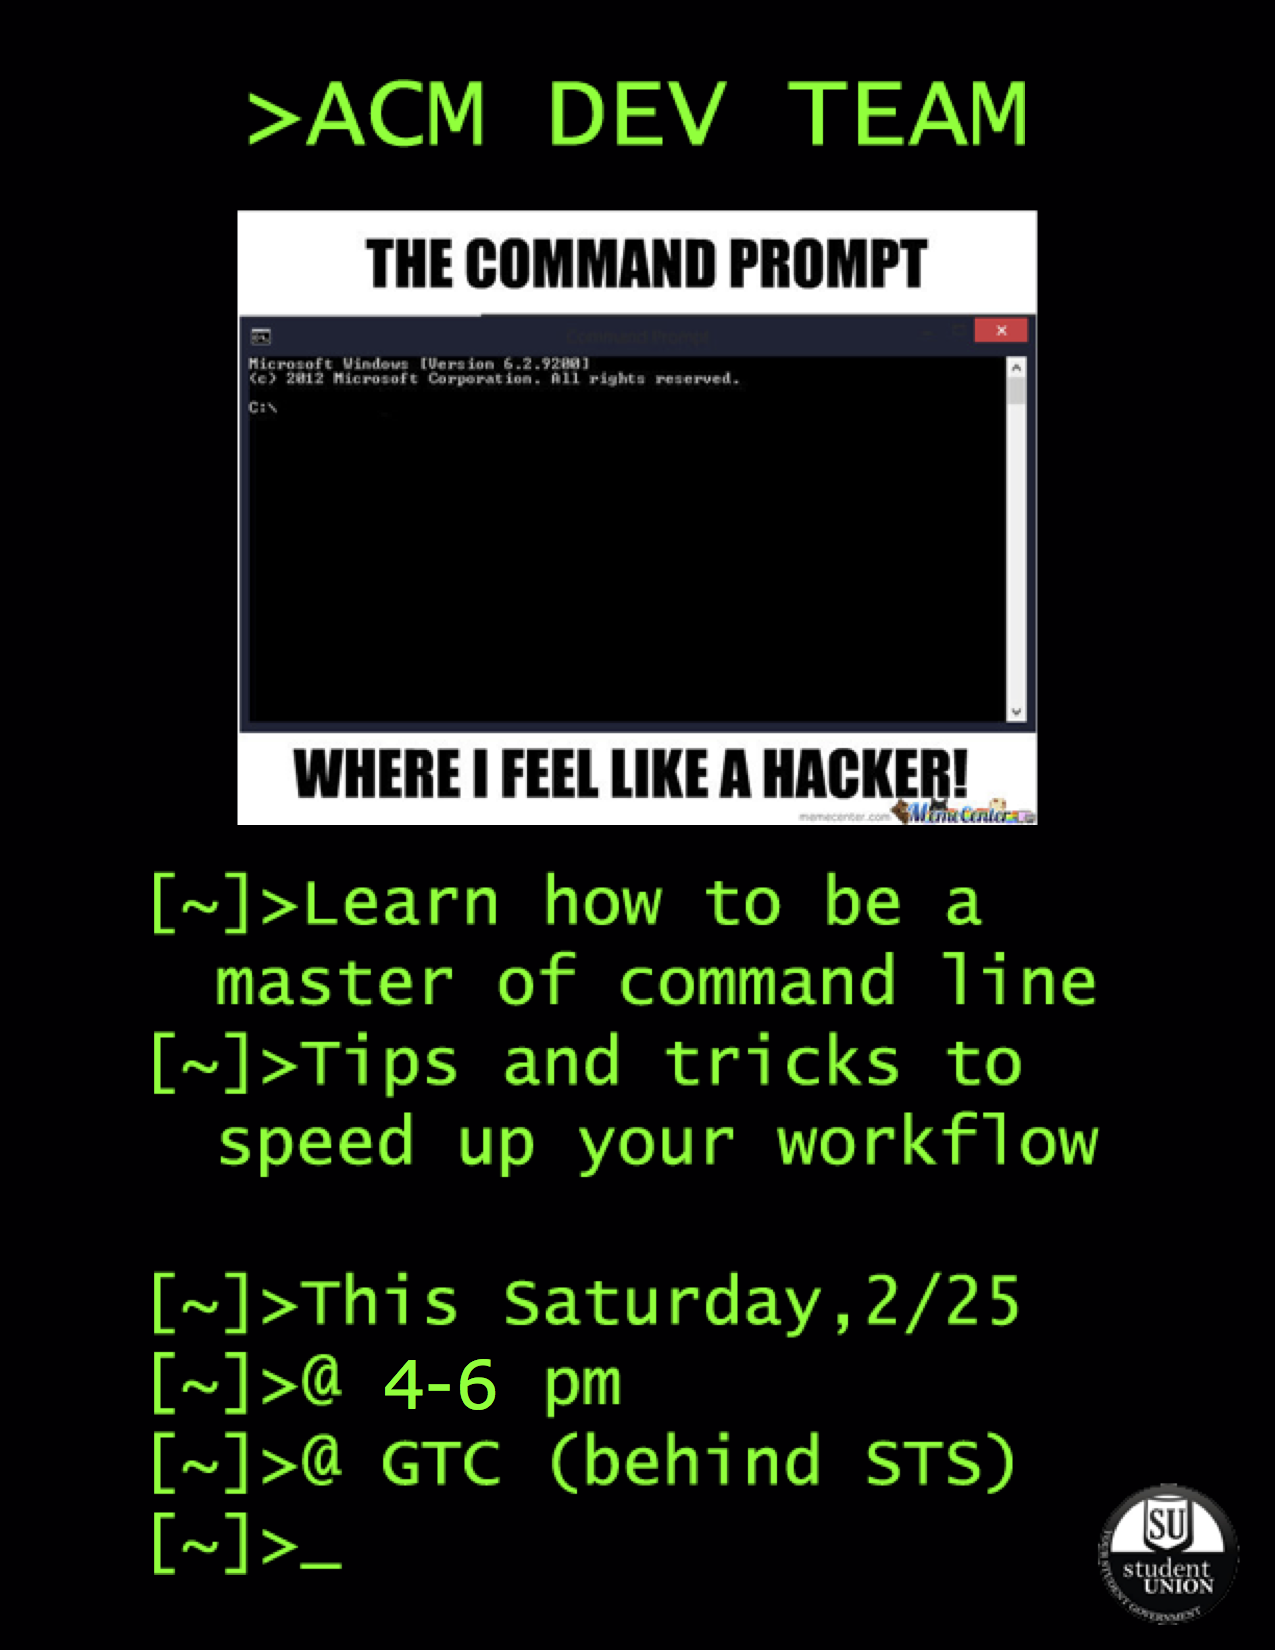 >ACM DEV TEAM
THE COMMAND PROMPT
Command Prompt
Microsoft Windows [Version 6.2.9200]
(c) 2012 Microsoft Corporation. All rights reserved.
C:\
WHERE I FEEL LIKE A HACKER!
memecenter.com MemeCenter
[~]>Learn how to be a
master of command line
[~]>Tips and tricks to
speed up your workflow
[~]>This Saturday,2/25
[~]>@ 4-6 pm
[~]>@ GTC (behind STS)
[~]>_
SU
student
UNION
YOUR STUDENT GOVERNMENT